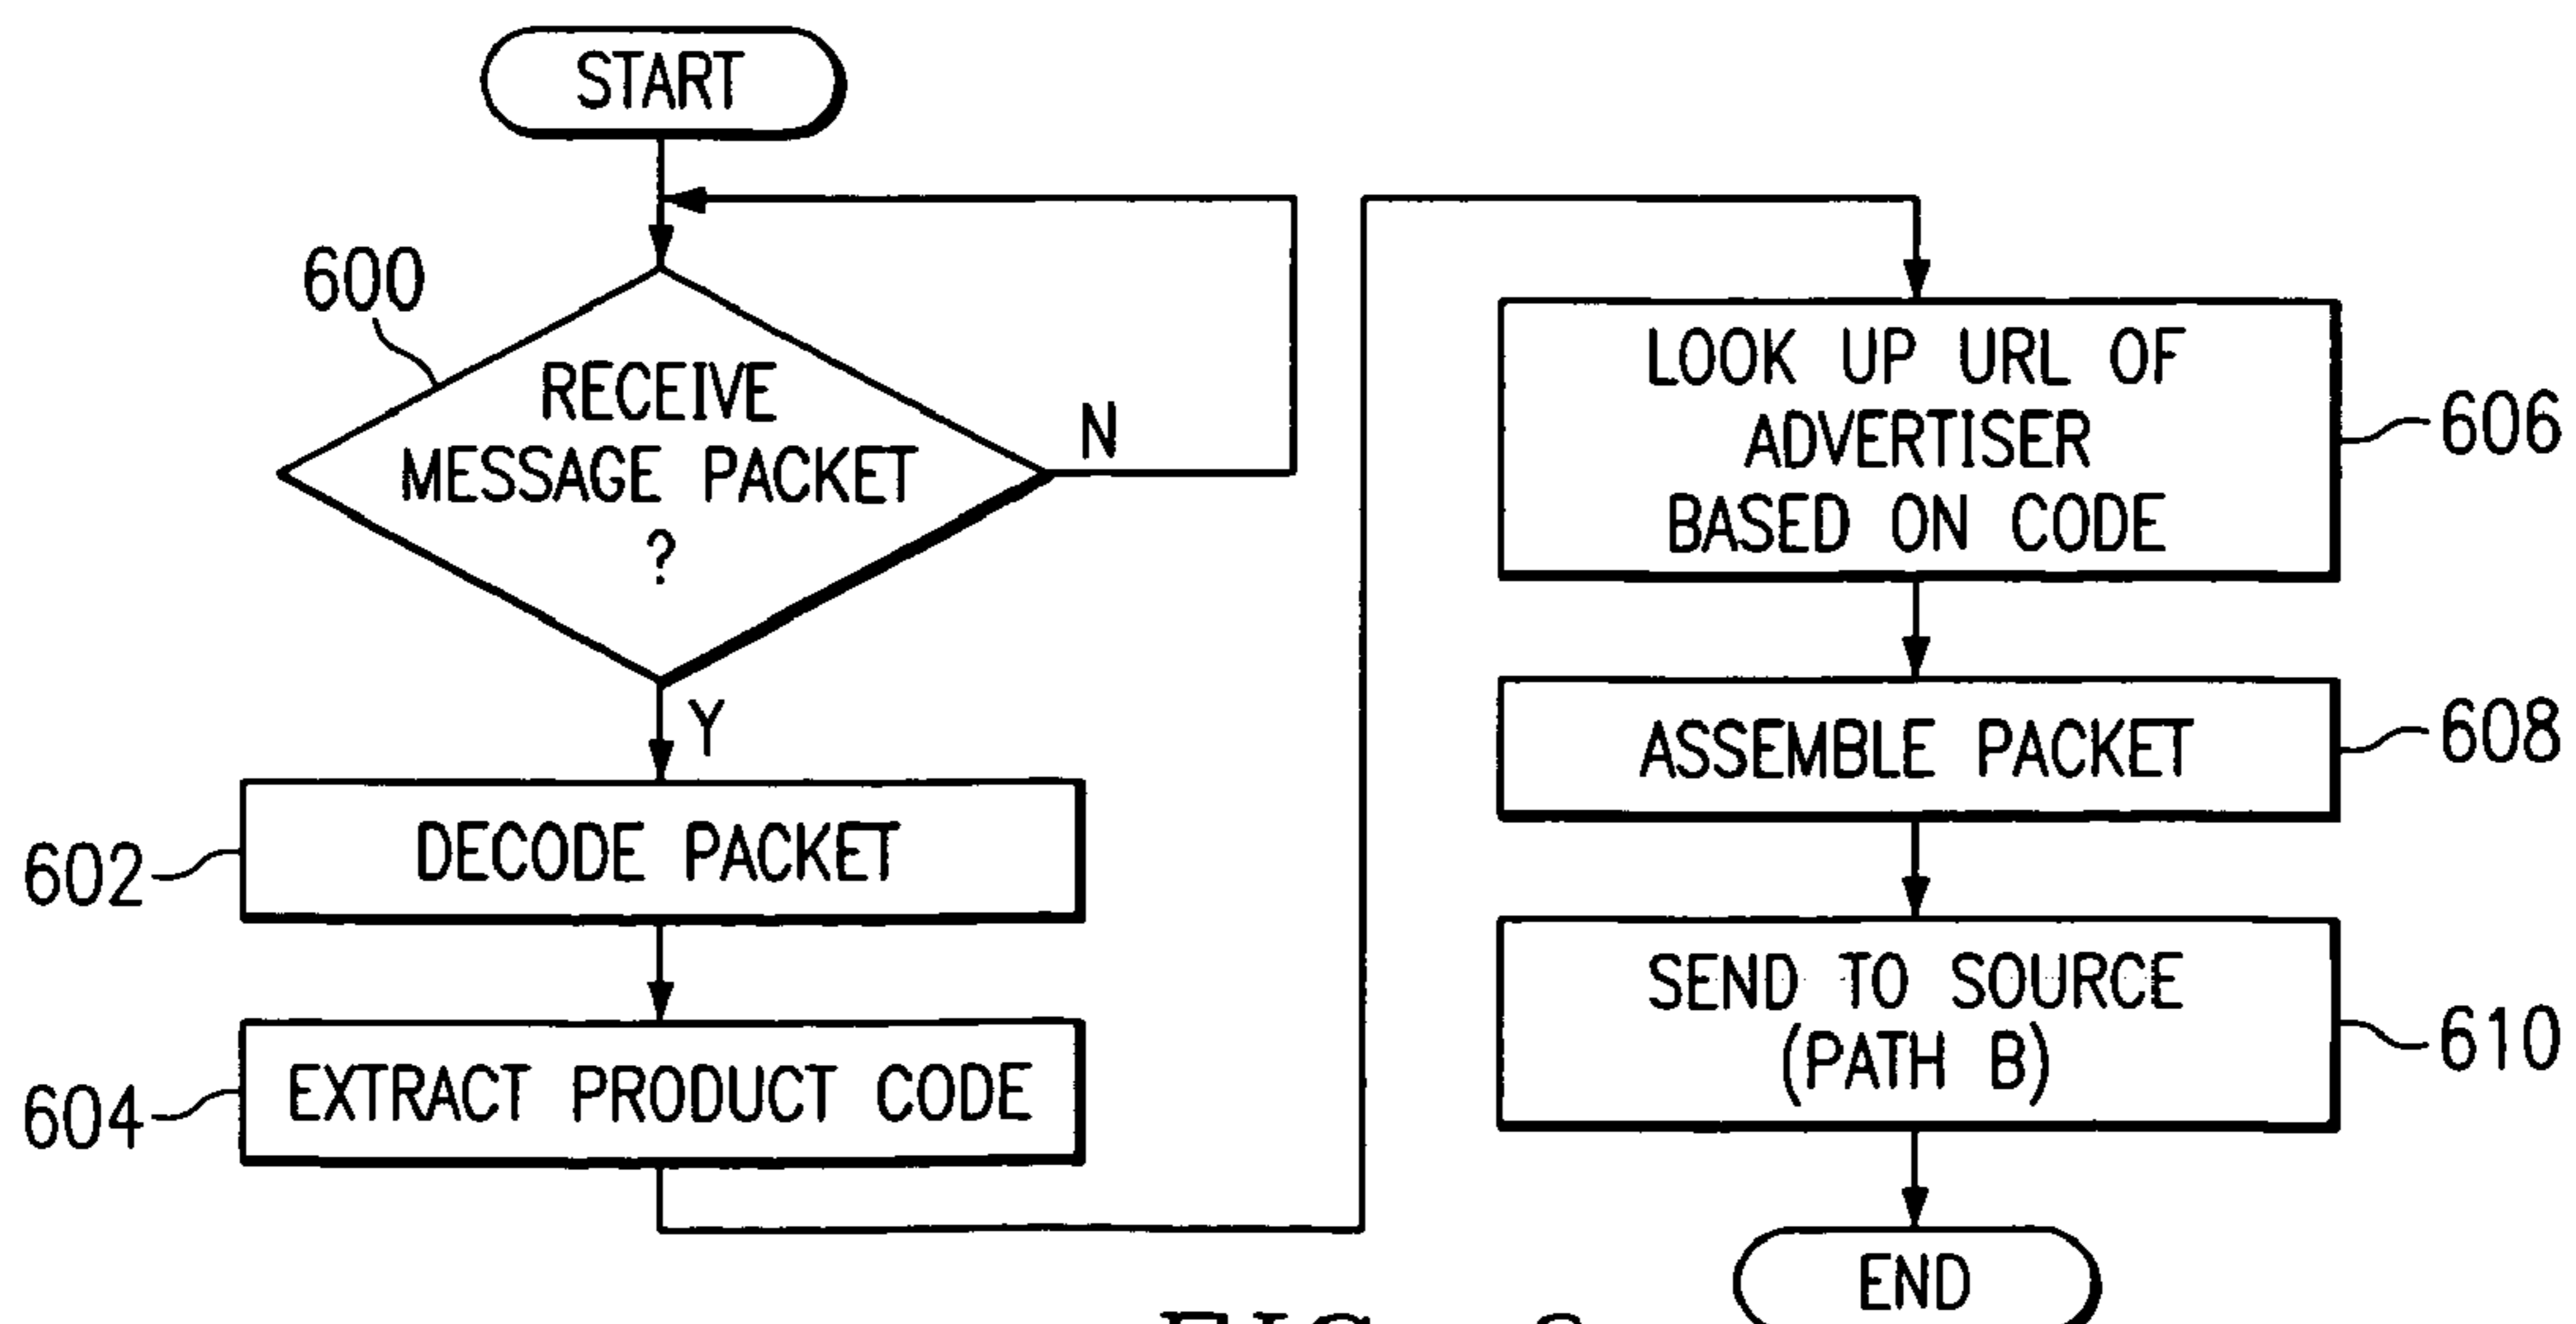 START
600
RECEIVE
MESSAGE PACKET
?
N
Y
602
DECODE PACKET
604
EXTRACT PRODUCT CODE
LOOK UP URL OF
ADVERTISER
BASED ON CODE
606
ASSEMBLE PACKET
608
SEND TO SOURCE
(PATH B)
610
END